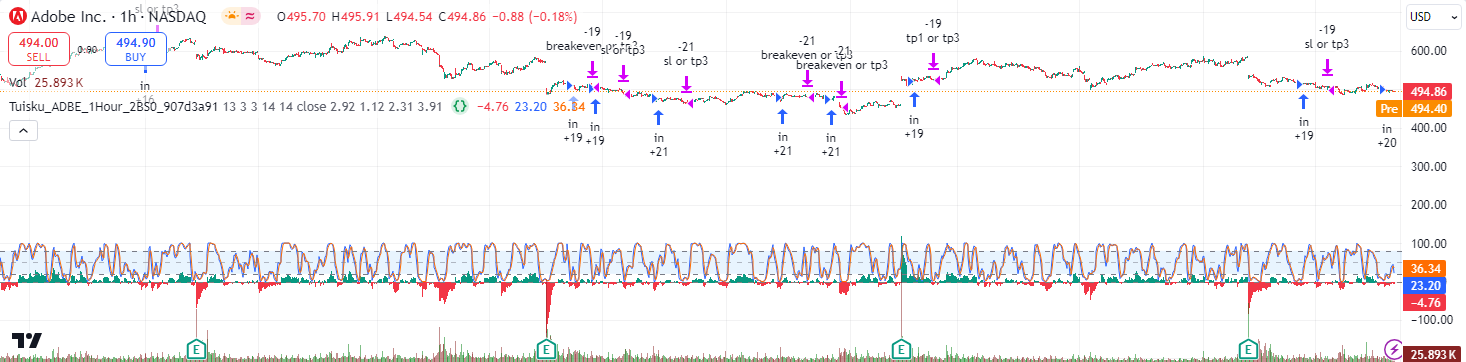 Adobe Inc. · 1h · NASDAQ
O495.70 H495.91 L494.54 C494.86 −0.88 (−0.18%)
USD
sl or tp3
494.00
SELL
0.90
494.90
BUY
Vol 25.893 K
Tuisku_ADBE_1Hour_2BSO_907d3a91 13 3 3 14 14 close 2.92 1.12 2.31 3.91
−4.76 23.20 36.34
in
+16
-19
breakeven or tp3
-19
sl or tp3
-21
sl or tp3
-21
breakeven or tp3
-21
breakeven or tp3
-19
tp1 or tp3
-19
sl or tp3
in
+19
in
+19
in
+21
in
+21
in
+21
in
+19
in
+19
in
+20
600.00
494.86
Pre 494.40
400.00
300.00
200.00
100.00
36.34
23.20
−4.76
−100.00
25.893 K
E
E
E
E